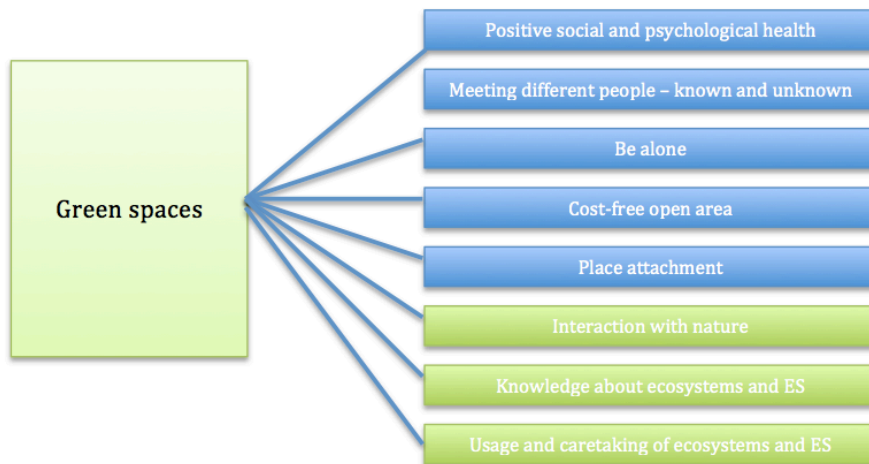 Green spaces
Positive social and psychological health
Meeting different people – known and unknown
Be alone
Cost-free open area
Place attachment
Interaction with nature
Knowledge about ecosystems and ES
Usage and caretaking of ecosystems and ES